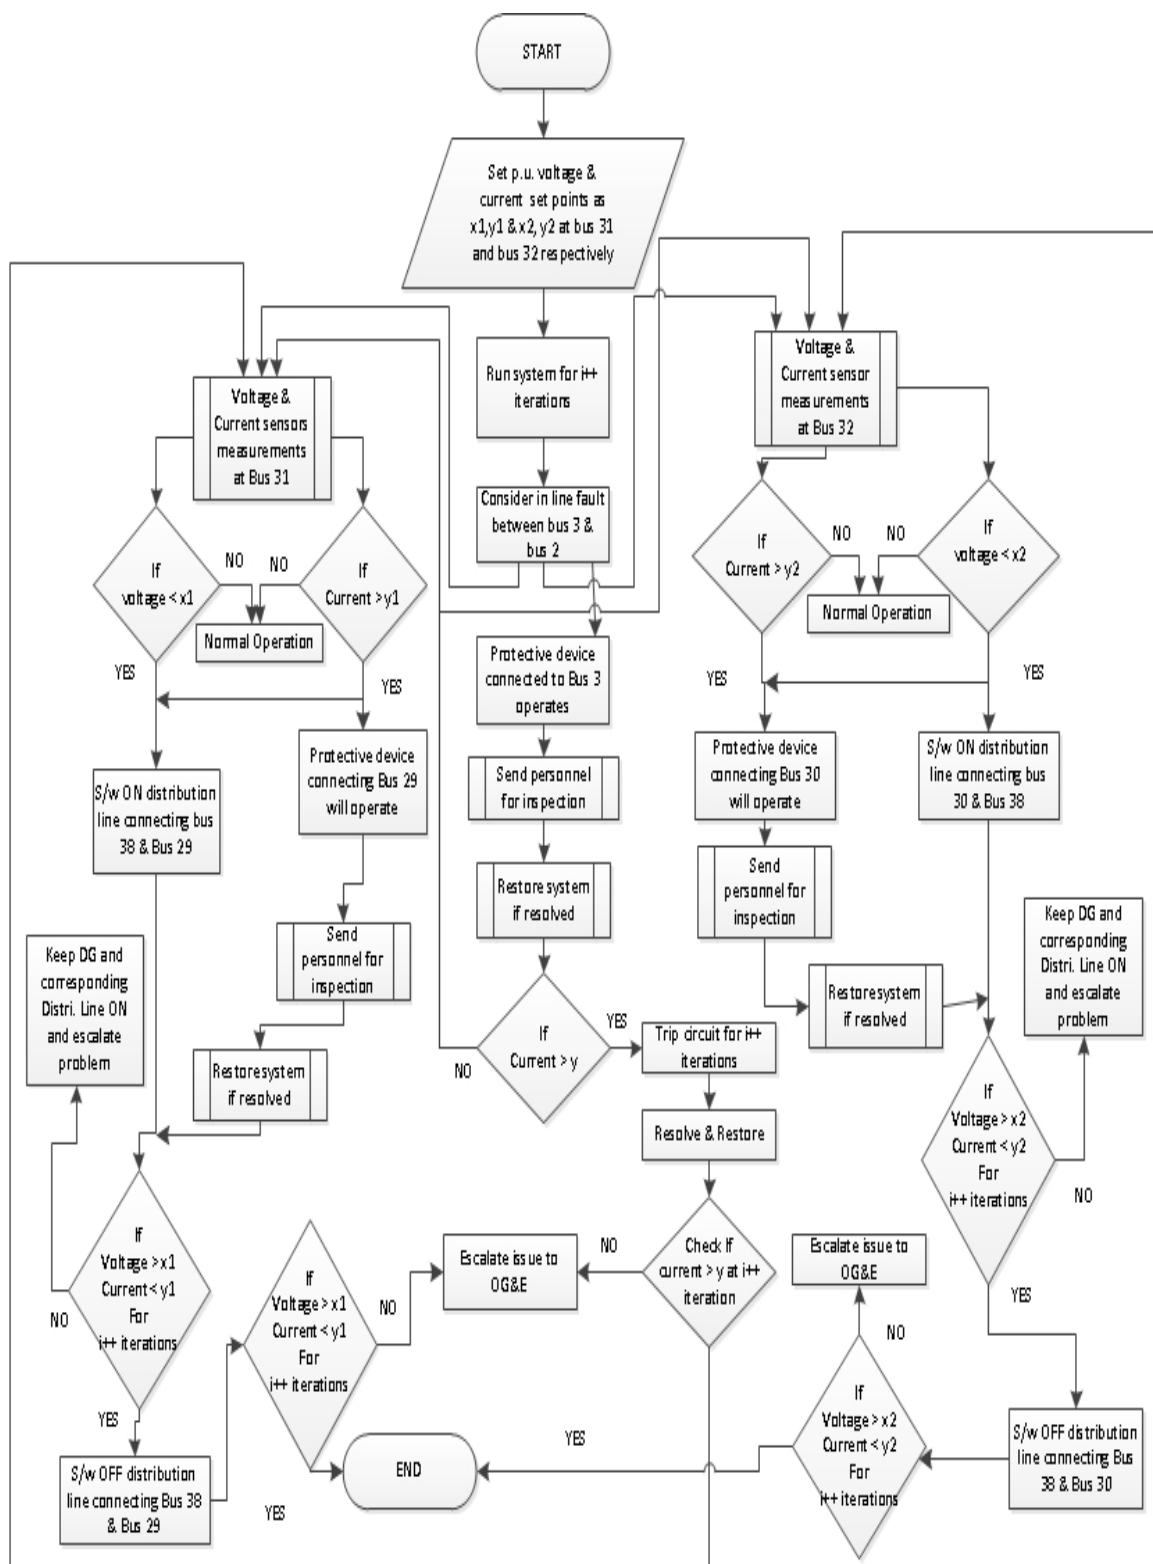 START
Set p.u. voltage &
current set points as
x1,y1 & x2, y2 at bus 31
and bus 32 respectively
Run system for i++
iterations
Consider in line fault
between bus 3 &
bus 2
Voltage &
Current sensors
measurements
at Bus 31
Voltage &
Current sensor
measurements
at Bus 32
If
voltage < x1
NO
NO
If
Current > y1
Normal Operation
YES
YES
If
Current > y2
NO
NO
If
voltage < x2
Normal Operation
YES
YES
Protective device
connected to Bus 3
operates
Protective device
connecting Bus 29
will operate
S/w ON distribution
line connecting bus
38 & Bus 29
Send personnel
for inspection
Protective device
connecting Bus 30
will operate
S/w ON distribution
line connecting bus
30 & Bus 38
Restore system
if resolved
Send
personnel for
inspection
Keep DG and
corresponding
Distri. Line ON
and escalate
problem
Send
personnel for
inspection
Keep DG and
corresponding
Distri. Line ON
and escalate
problem
Restore system
if resolved
Restore system
if resolved
If
Current > y
YES
NO
Trip circuit for i++
iterations
Resolve & Restore
If
Voltage > x2
Current < y2
For
i++ iterations
NO
YES
If
Voltage > x1
Current < y1
For
i++ iterations
NO
YES
If
Voltage > x1
Current < y1
For
i++ iterations
NO
YES
Escalate issue to
OG&E
NO
Check If
current > y at i++
iteration
Escalate issue to
OG&E
NO
If
Voltage > x2
Current < y2
For
i++ iterations
YES
S/w OFF distribution
line connecting Bus
38 & Bus 30
S/w OFF distribution
line connecting Bus 38
& Bus 29
END